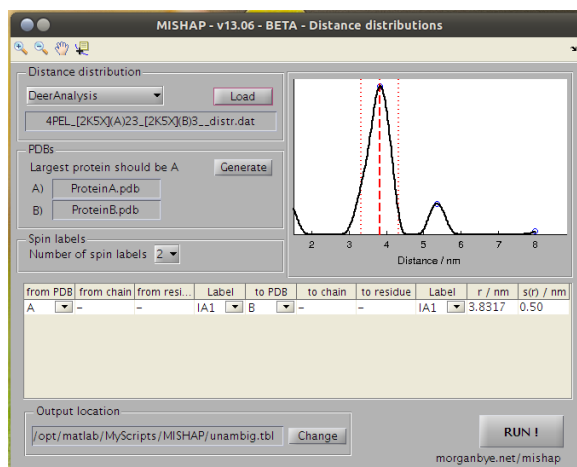 MISHAP - v13.06 - BETA - Distance distributions
Distance distribution
DeerAnalysis Load
4PEL_[2K5X](A)23_[2K5X](B)3__distr.dat
PDBs
Largest protein should be A Generate
A) ProteinA.pdb
B) ProteinB.pdb
Spin labels
Number of spin labels 2
2 3 4 5 6 7 8
Distance / nm
from PDB from chain from resi... Label to PDB to chain to residue Label r / nm s(r) / nm
A - - IA1 B - - IA1 3.8317 0.50
Output location
/opt/matlab/MyScripts/MISHAP/unambig.tbl Change
RUN !
morganbye.net/mishap